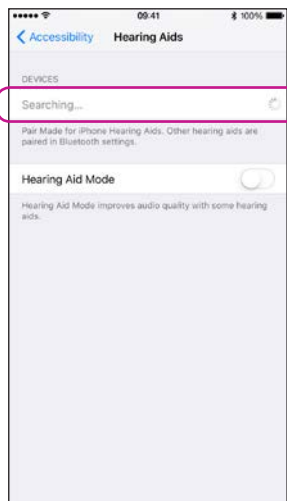 09:41 100%
Accessibility Hearing Aids
DEVICES
Searching...
Pair Made for iPhone Hearing Aids. Other hearing aids are
paired in Bluetooth settings.
Hearing Aid Mode
Hearing Aid Mode improves audio quality with some hearing
aids.